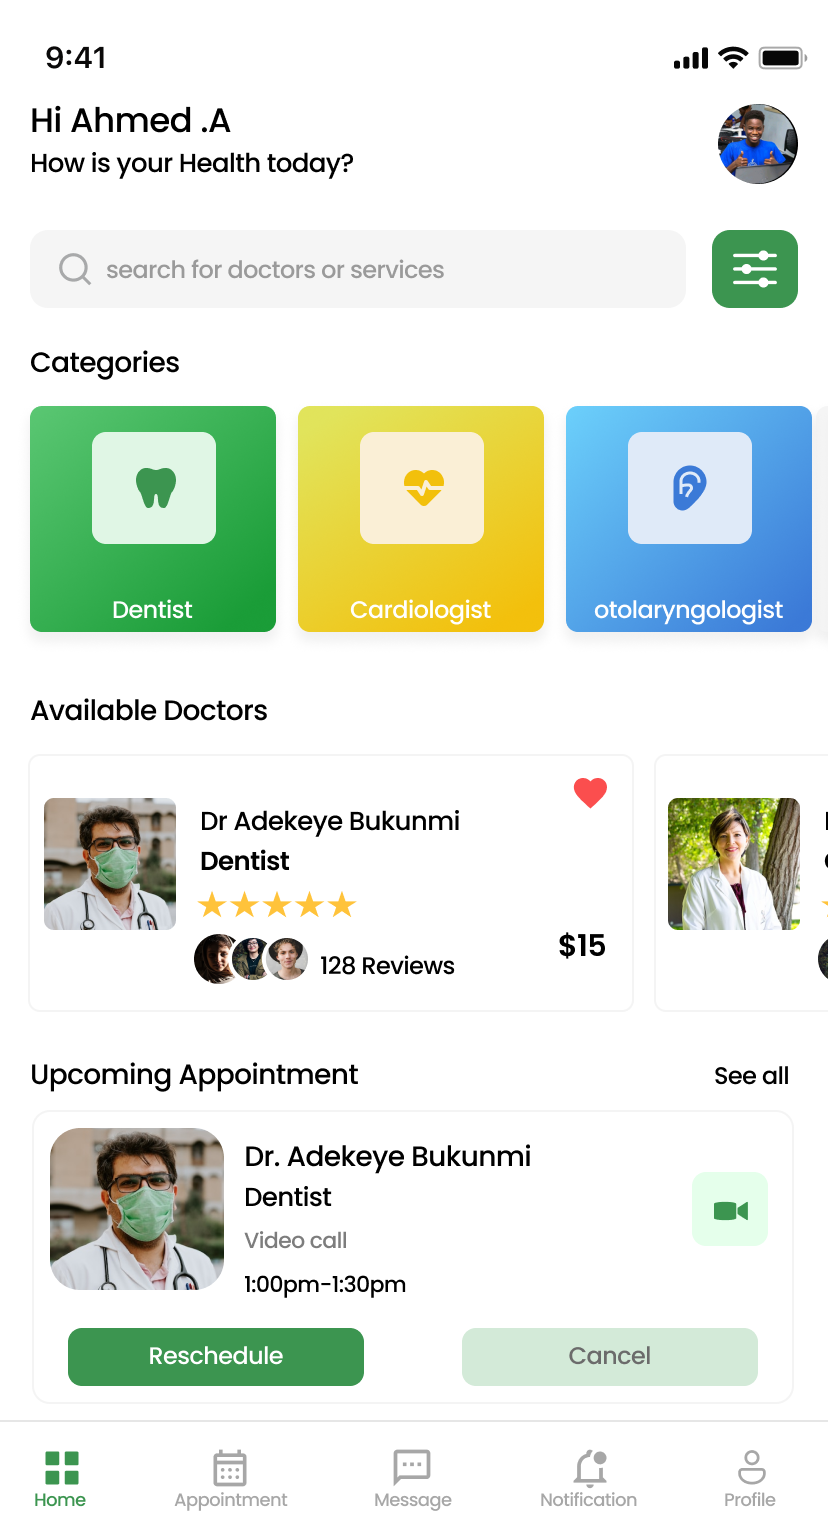 9:41
Hi Ahmed .A
How is your Health today?
search for doctors or services
Categories
Dentist
Cardiologist
otolaryngologist
Available Doctors
Dr Adekeye Bukunmi
Dentist
128 Reviews
$15
Upcoming Appointment
See all
Dr. Adekeye Bukunmi
Dentist
Video call
1:00pm-1:30pm
Reschedule
Cancel
Home
Appointment
Message
Notification
Profile